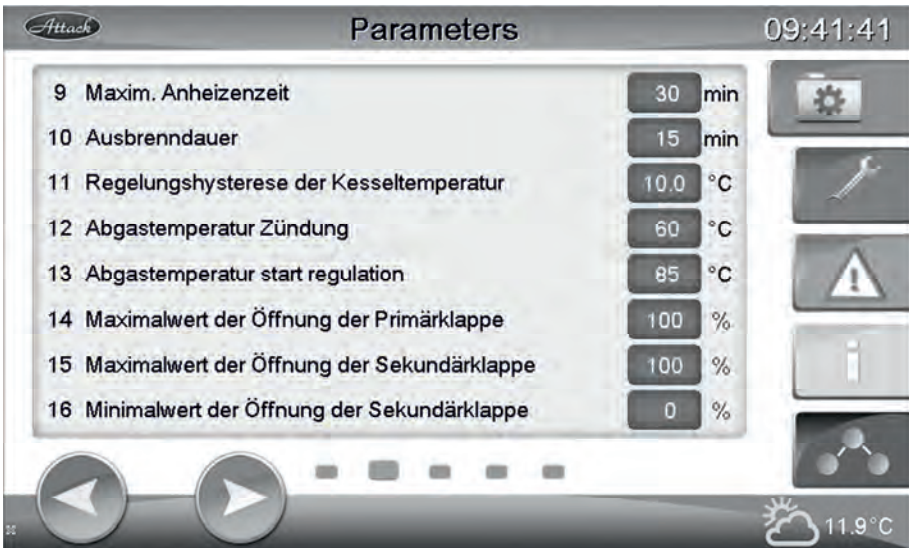 Attack Parameters 09:41:41
9 Maxim. Anheizenzeit 30 min
10 Ausbrenndauer 15 min
11 Regelungshysterese der Kesseltemperatur 10.0 °C
12 Abgastemperatur Zündung 60 °C
13 Abgastemperatur start regulation 85 °C
14 Maximalwert der Öffnung der Primärklappe 100 %
15 Maximalwert der Öffnung der Sekundärklappe 100 %
16 Minimalwert der Öffnung der Sekundärklappe 0 %
11.9°C